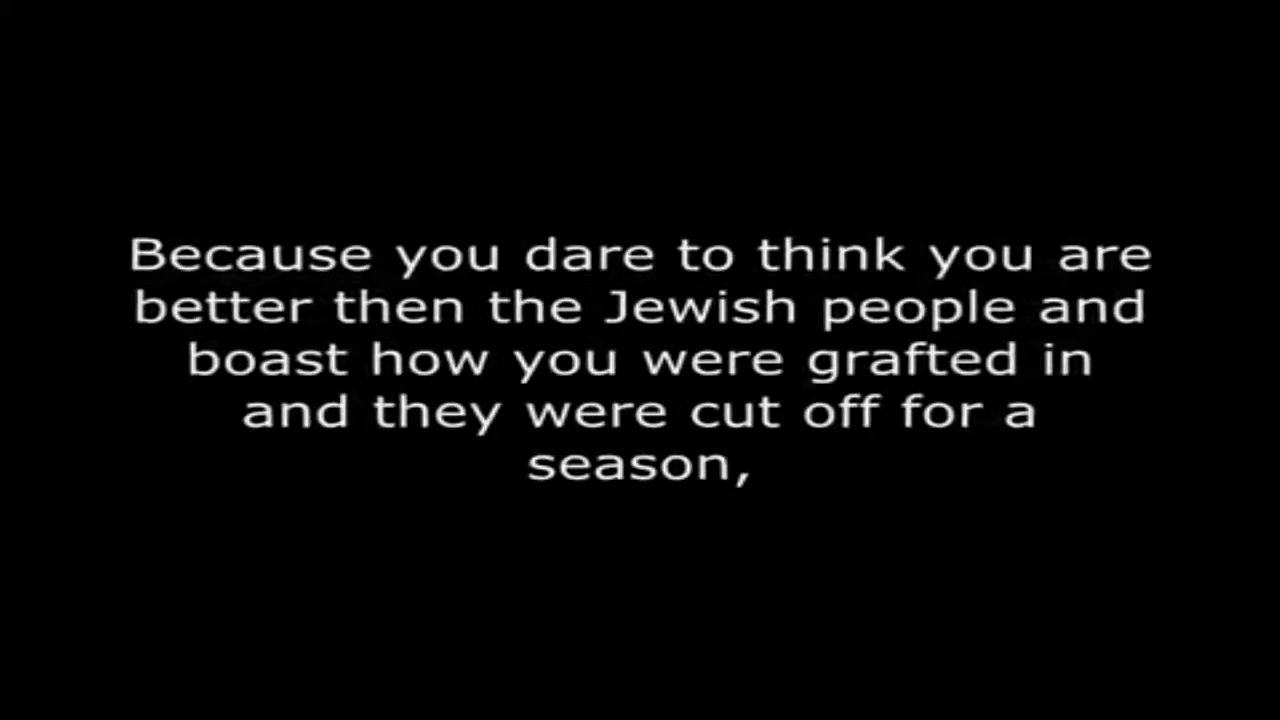 Because you dare to think you are
better then the Jewish people and
boast how you were grafted in
and they were cut off for a
season,